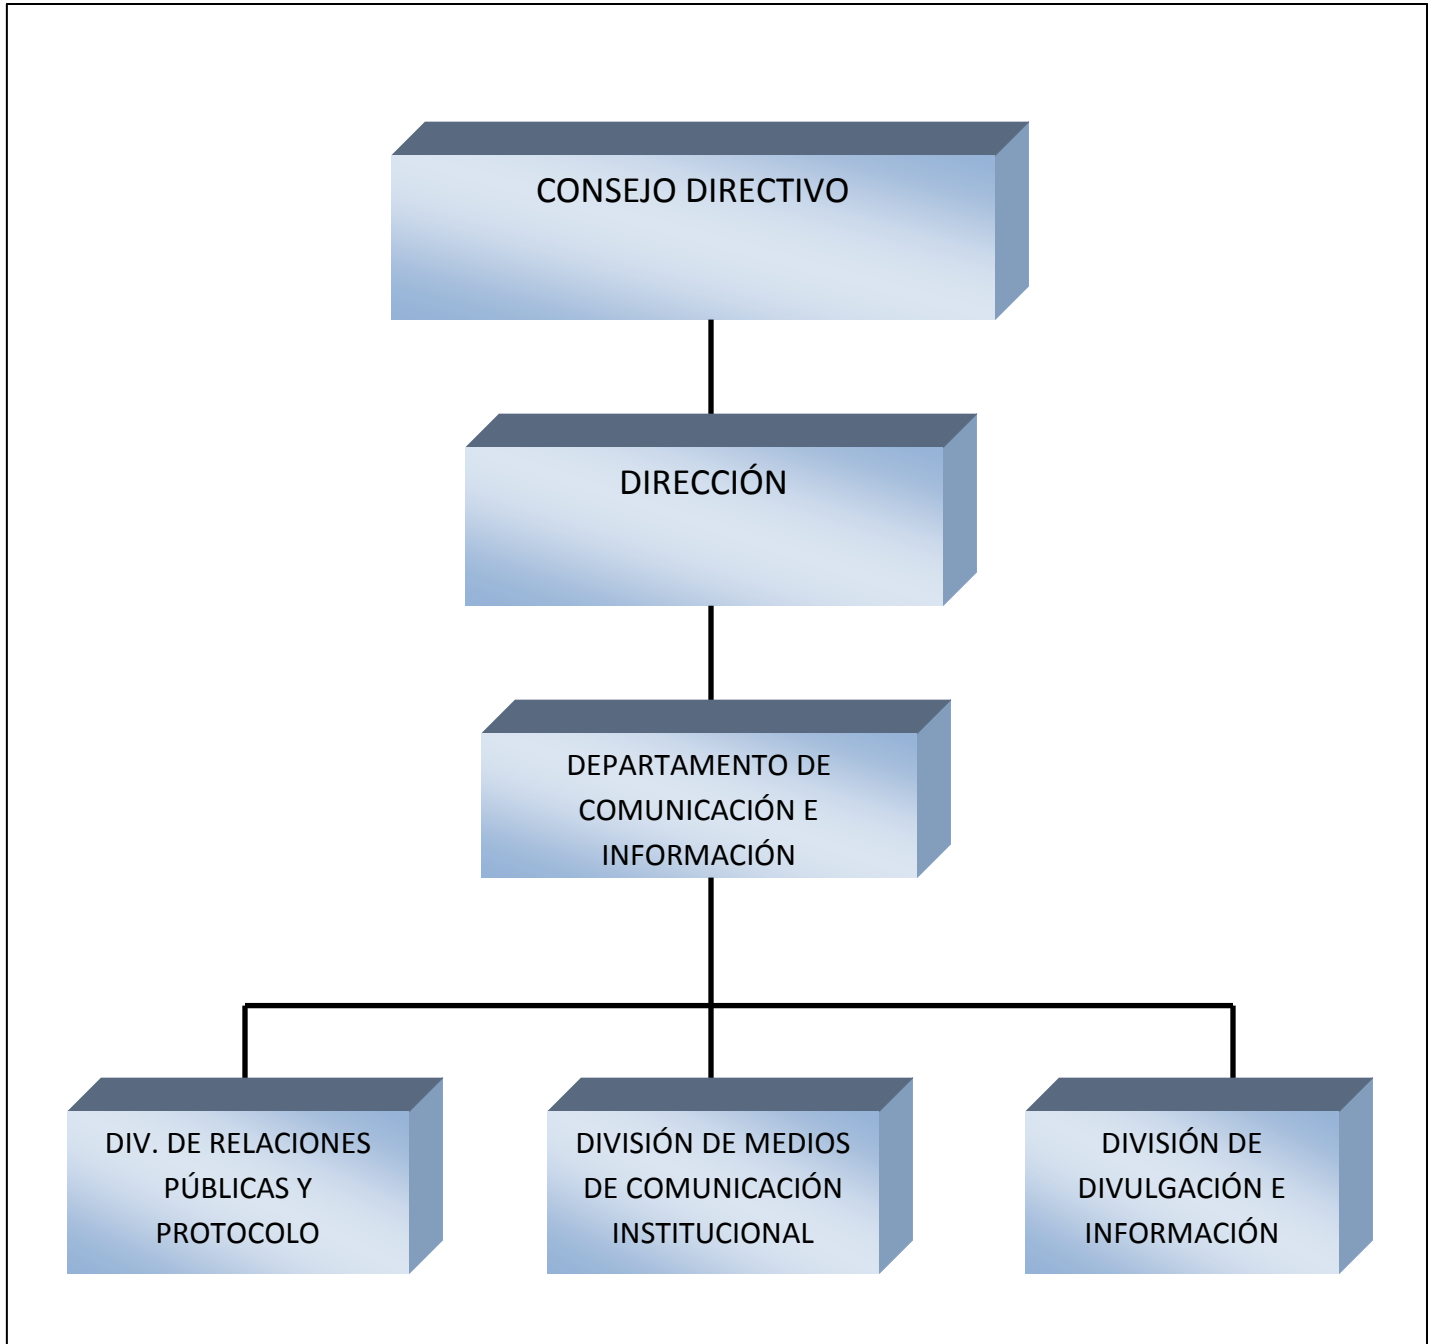 CONSEJO DIRECTIVO
DIRECCIÓN
DEPARTAMENTO DE
COMUNICACIÓN E
INFORMACIÓN
DIV. DE RELACIONES
PÚBLICAS Y
PROTOCOLO
DIVISIÓN DE MEDIOS
DE COMUNICACIÓN
INSTITUCIONAL
DIVISIÓN DE
DIVULGACIÓN E
INFORMACIÓN